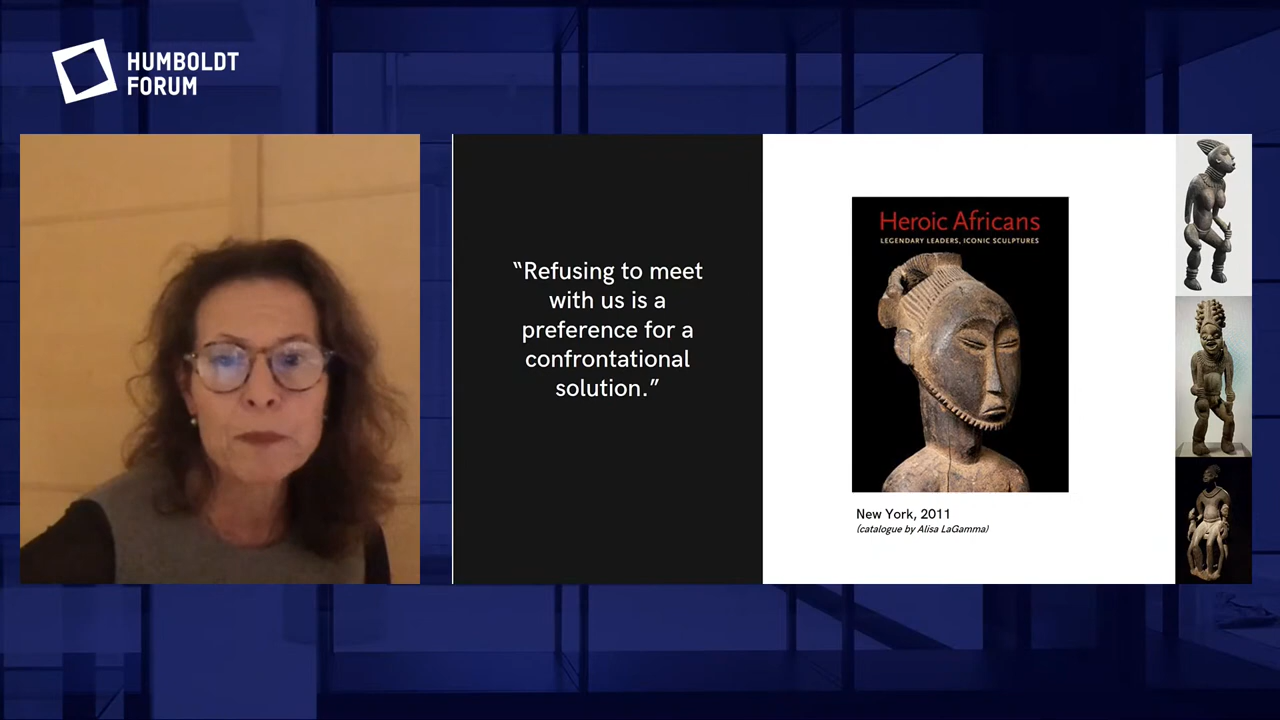 HUMBOLDT
FORUM
“Refusing to meet
with us is a
preference for a
confrontational
solution.”
Heroic Africans
LEGENDARY LEADERS, ICONIC SCULPTURES
New York, 2011
(catalogue by Alisa LaGamma)